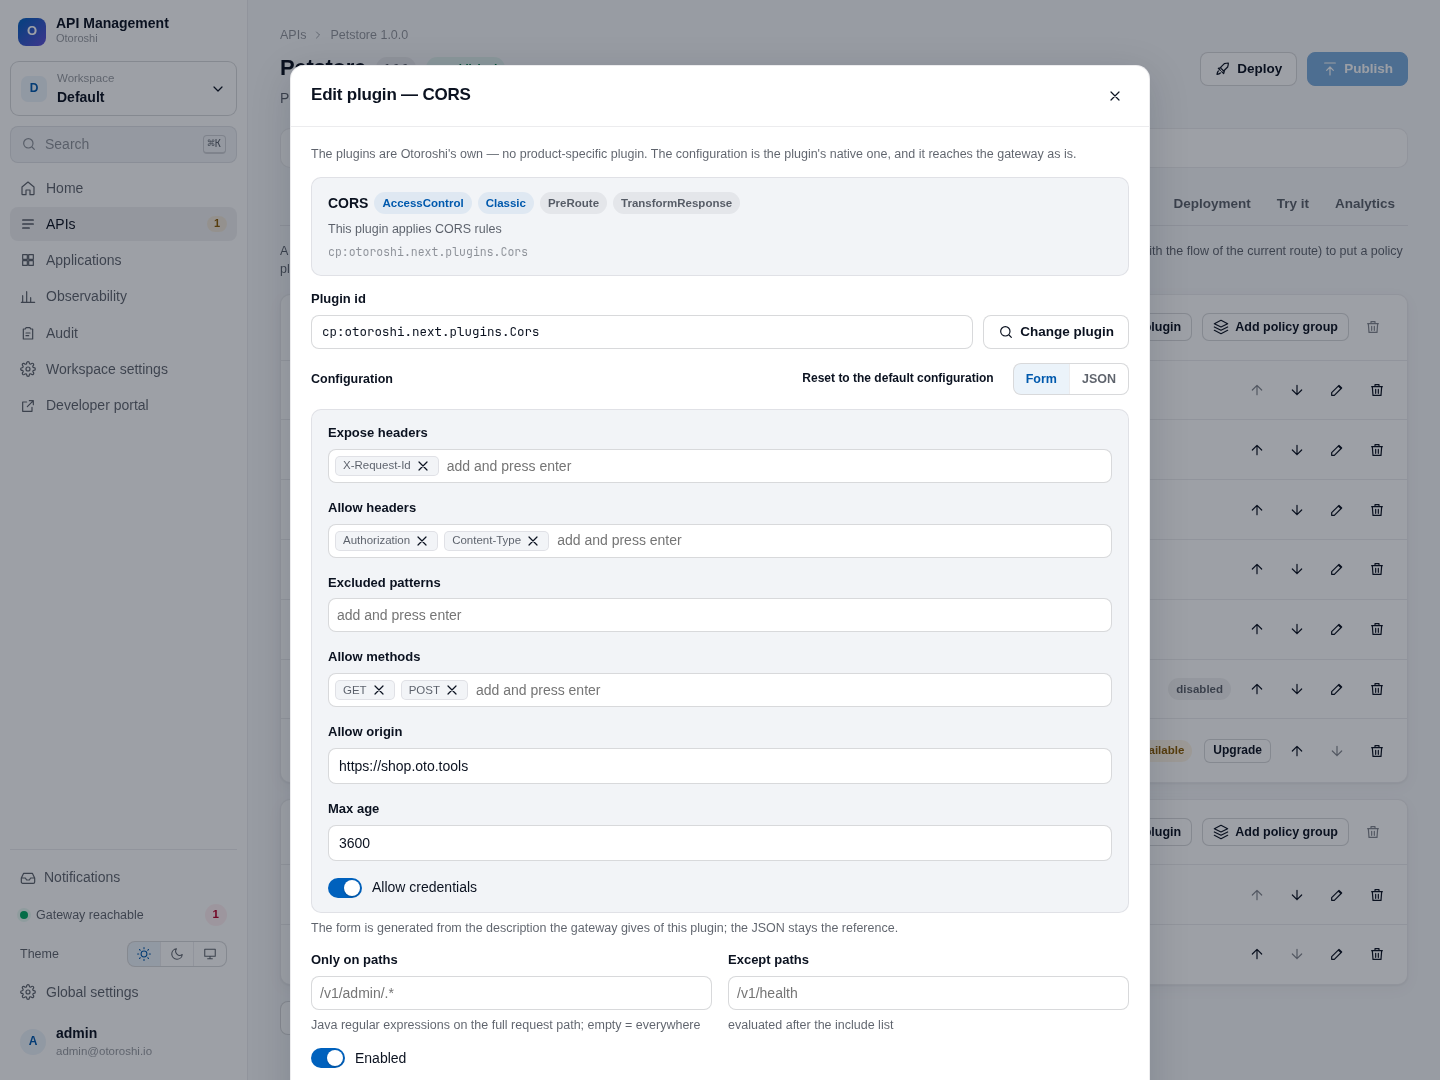 API Management
Otoroshi
Workspace
Default
Search
⌘K
Home
APIs
1
Applications
Observability
Audit
Workspace settings
Developer portal
Notifications
Gateway reachable
1
Theme
Global settings
admin
admin@otoroshi.io
APIs > Petstore 1.0.0
Deploy
Publish
Edit plugin — CORS
The plugins are Otoroshi's own — no product-specific plugin. The configuration is the plugin's native one, and it reaches the gateway as is.
CORS AccessControl Classic PreRoute TransformResponse
This plugin applies CORS rules
cp:otoroshi.next.plugins.Cors
Plugin id
cp:otoroshi.next.plugins.Cors
Change plugin
Configuration
Reset to the default configuration
Form JSON
Expose headers
X-Request-Id add and press enter
Allow headers
Authorization Content-Type add and press enter
Excluded patterns
add and press enter
Allow methods
GET POST add and press enter
Allow origin
https://shop.oto.tools
Max age
3600
Allow credentials
The form is generated from the description the gateway gives of this plugin; the JSON stays the reference.
Only on paths
/v1/admin/.*
Java regular expressions on the full request path; empty = everywhere
Except paths
/v1/health
evaluated after the include list
Enabled
Deployment Try it Analytics
the flow of the current route) to put a policy
Add policy group
disabled
Upgrade
Add policy group
O
D
A